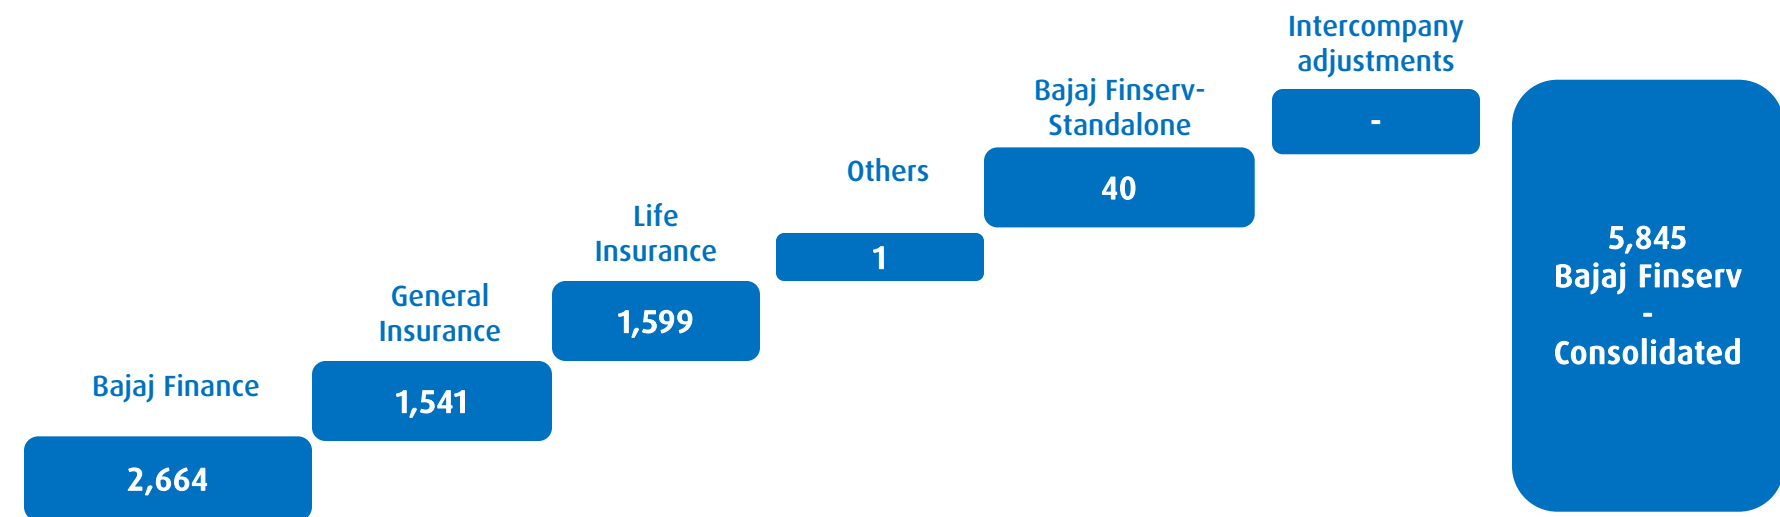 Bajaj Finance
2,664
General
Insurance
1,541
Life
Insurance
1,599
Others
1
Bajaj Finserv-
Standalone
40
Intercompany
adjustments
-
5,845
Bajaj Finserv
-
Consolidated